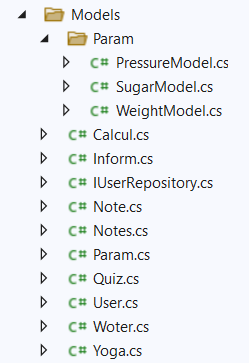 Models
Param
C# PressureModel.cs
C# SugarModel.cs
C# WeightModel.cs
C# Calcul.cs
C# Inform.cs
C# IUserRepository.cs
C# Note.cs
C# Notes.cs
C# Param.cs
C# Quiz.cs
C# User.cs
C# Woter.cs
C# Yoga.cs